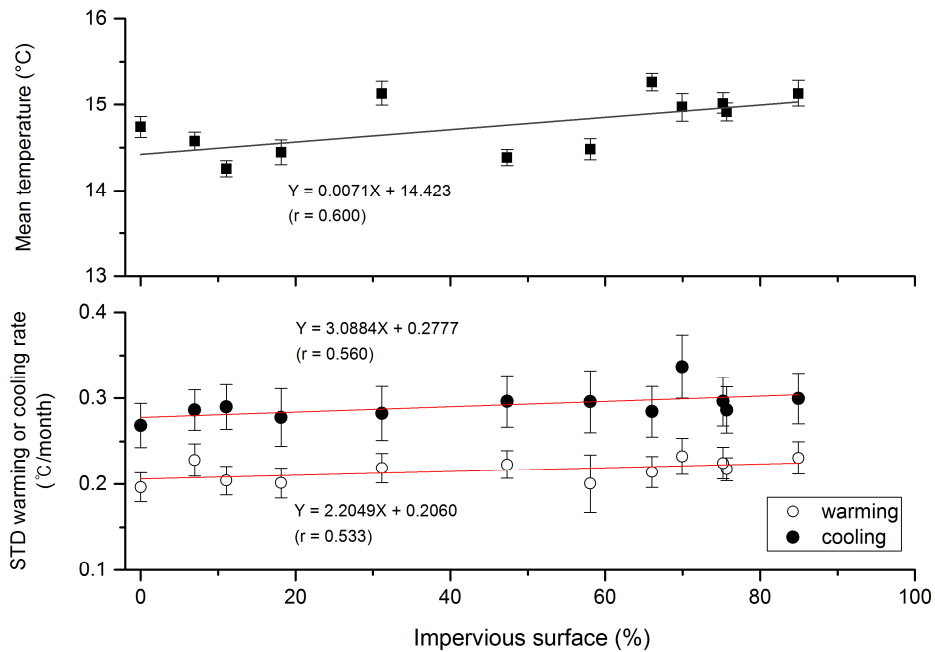 16
15
14
13
Mean temperature (°C)
Y = 0.0071X + 14.423
(r = 0.600)
0.4
0.3
0.2
0.1
STD warming or cooling rate
(℃/month)
Y = 3.0884X + 0.2777
(r = 0.560)
Y = 2.2049X + 0.2060
(r = 0.533)
warming
cooling
0 20 40 60 80 100
Impervious surface (%)